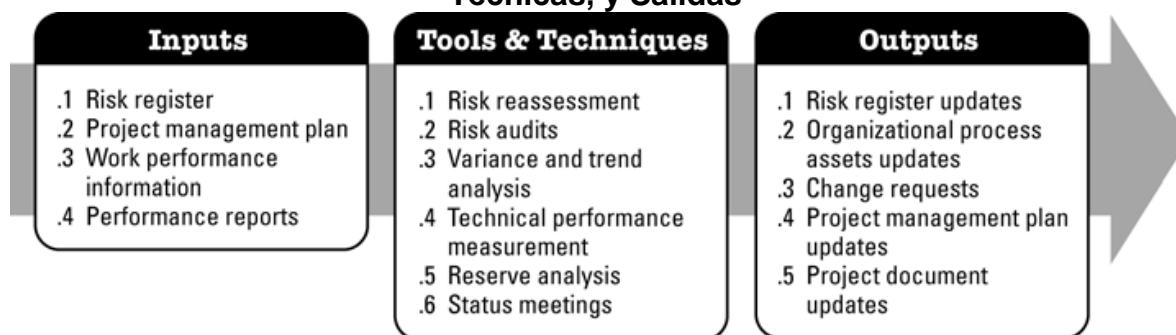 Técnicas, y Salidas
Inputs
.1 Risk register
.2 Project management plan
.3 Work performance
information
.4 Performance reports
Tools & Techniques
.1 Risk reassessment
.2 Risk audits
.3 Variance and trend
analysis
.4 Technical performance
measurement
.5 Reserve analysis
.6 Status meetings
Outputs
.1 Risk register updates
.2 Organizational process
assets updates
.3 Change requests
.4 Project management plan
updates
.5 Project document
updates